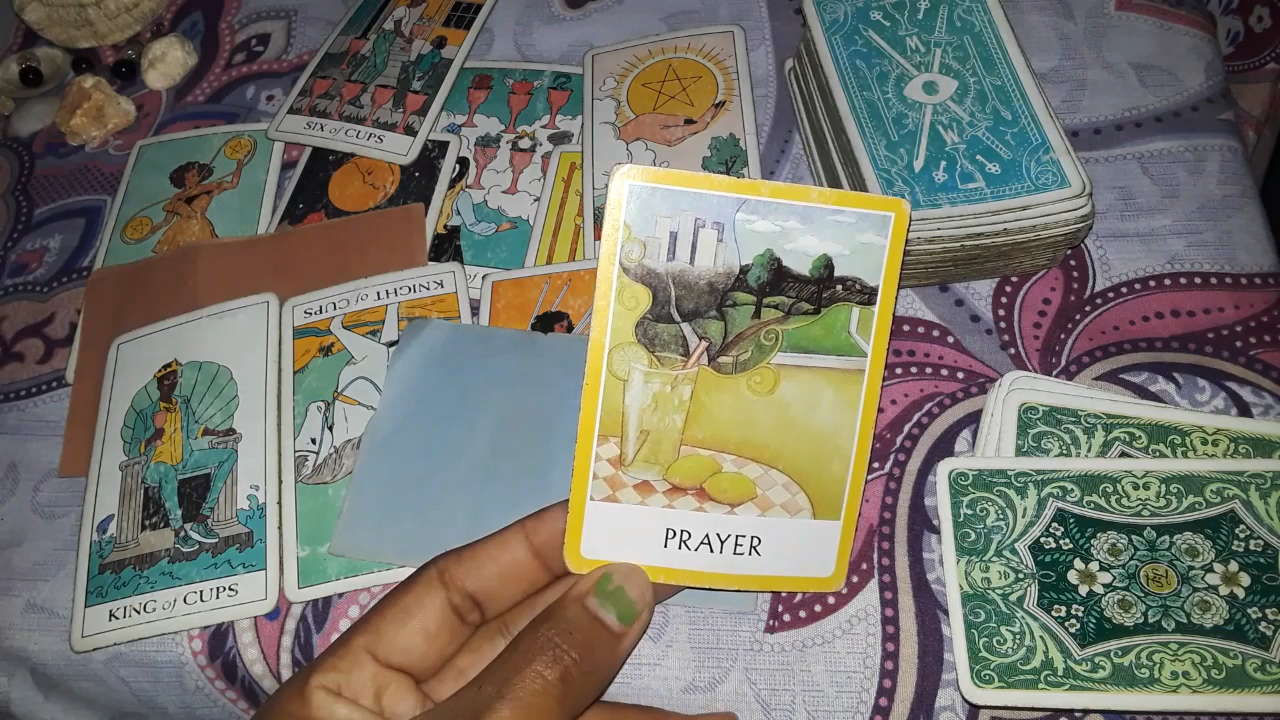 SIX of CUPS
KNIGHT of CUPS
PRAYER
KING of CUPS